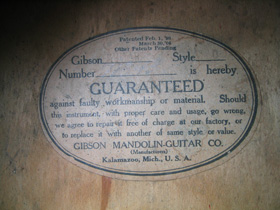 Patented Feb. 1, '98
March 30, '06
Other Patents Pending
Gibson Style
Number is hereby
GUARANTEED
against faulty workmanship or material. Should
this instrument, with proper care and usage, go wrong,
we agree to repair it free of charge at our factory, or
to replace it with another of same style or value.
GIBSON MANDOLIN-GUITAR CO.
(Manufacturers)
Kalamazoo, Mich., U. S. A.